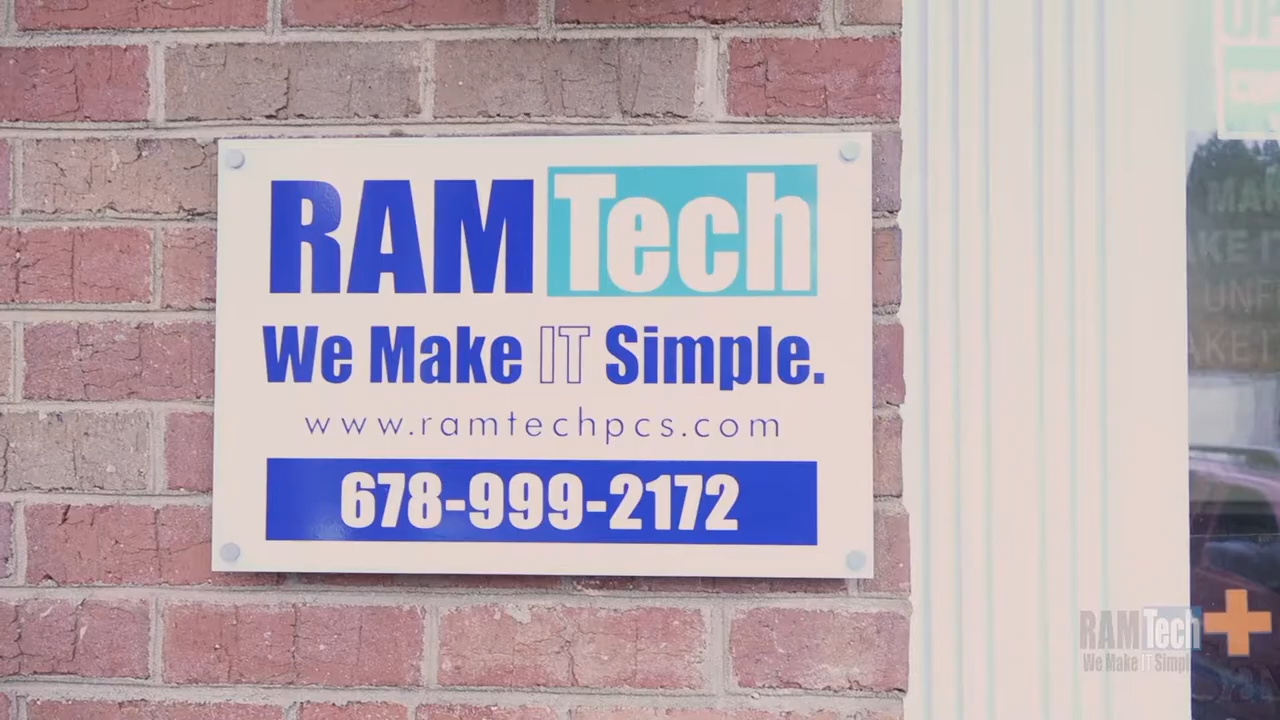 RAMTech
We Make IT Simple.
www.ramtechpcs.com
678-999-2172
RAMTech
We Make IT Simpl